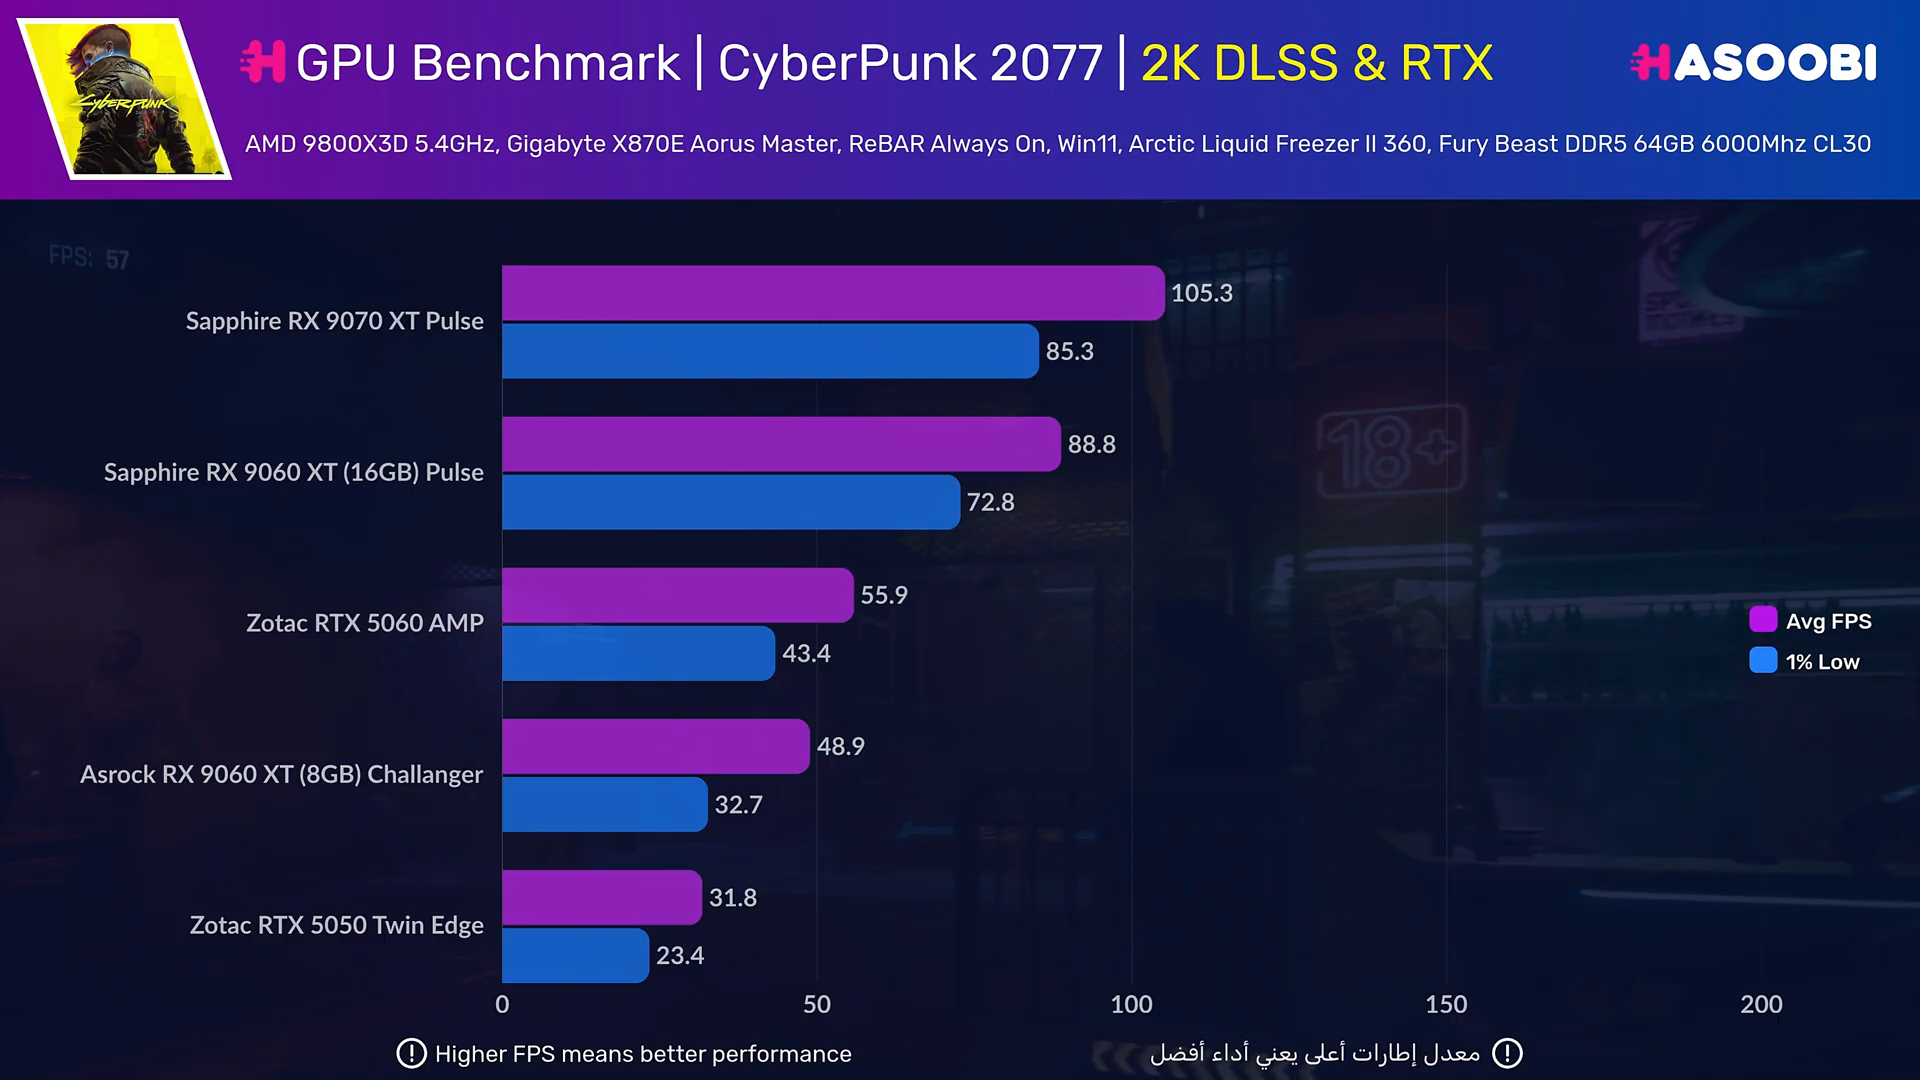 GPU Benchmark | CyberPunk 2077 | 2K DLSS & RTX
HASOOBI
AMD 9800X3D 5.4GHz, Gigabyte X870E Aorus Master, ReBAR Always On, Win11, Arctic Liquid Freezer II 360, Fury Beast DDR5 64GB 6000Mhz CL30
Cyberpunk
FPS: 57
Sapphire RX 9070 XT Pulse
105.3
85.3
Sapphire RX 9060 XT (16GB) Pulse
88.8
72.8
18+
Zotac RTX 5060 AMP
55.9
43.4
Avg FPS
1% Low
Asrock RX 9060 XT (8GB) Challanger
48.9
32.7
Zotac RTX 5050 Twin Edge
31.8
23.4
0 50 100 150 200
Higher FPS means better performance
معدل إطارات أعلى يعني أداء أفضل